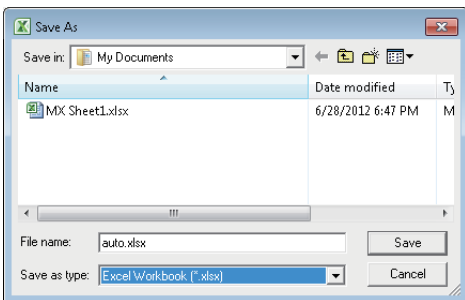 Save As
Save in: My Documents
Name Date modified Ty
MX Sheet1.xlsx 6/28/2012 6:47 PM M
File name: auto.xlsx Save
Save as type: Excel Workbook (*.xlsx) Cancel